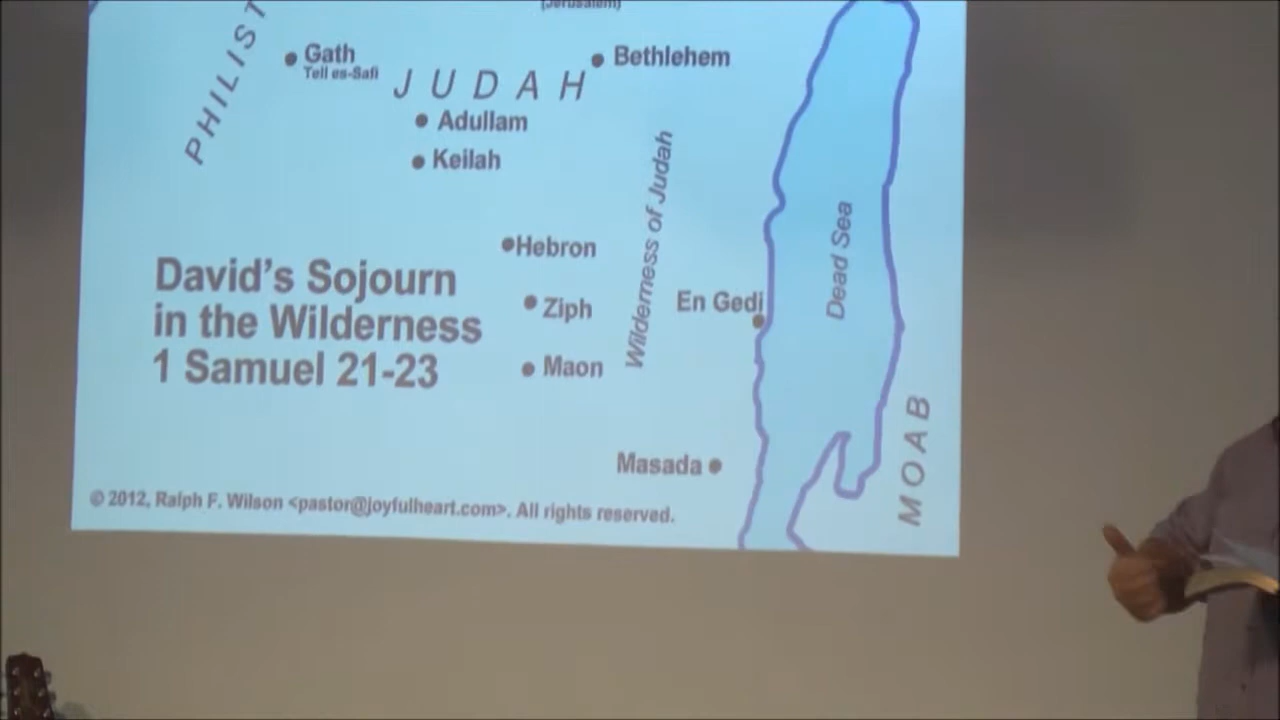 (Jerusalem)
PHILIST
Gath
Tell es-Safi
Bethlehem
JUDAH
Adullam
Keilah
Wilderness of Judah
Dead Sea
Hebron
David's Sojourn
in the Wilderness
1 Samuel 21-23
Ziph
En Gedi
Maon
MOAB
Masada
© 2012, Ralph F. Wilson <pastor@joyfulheart.com>. All rights reserved.